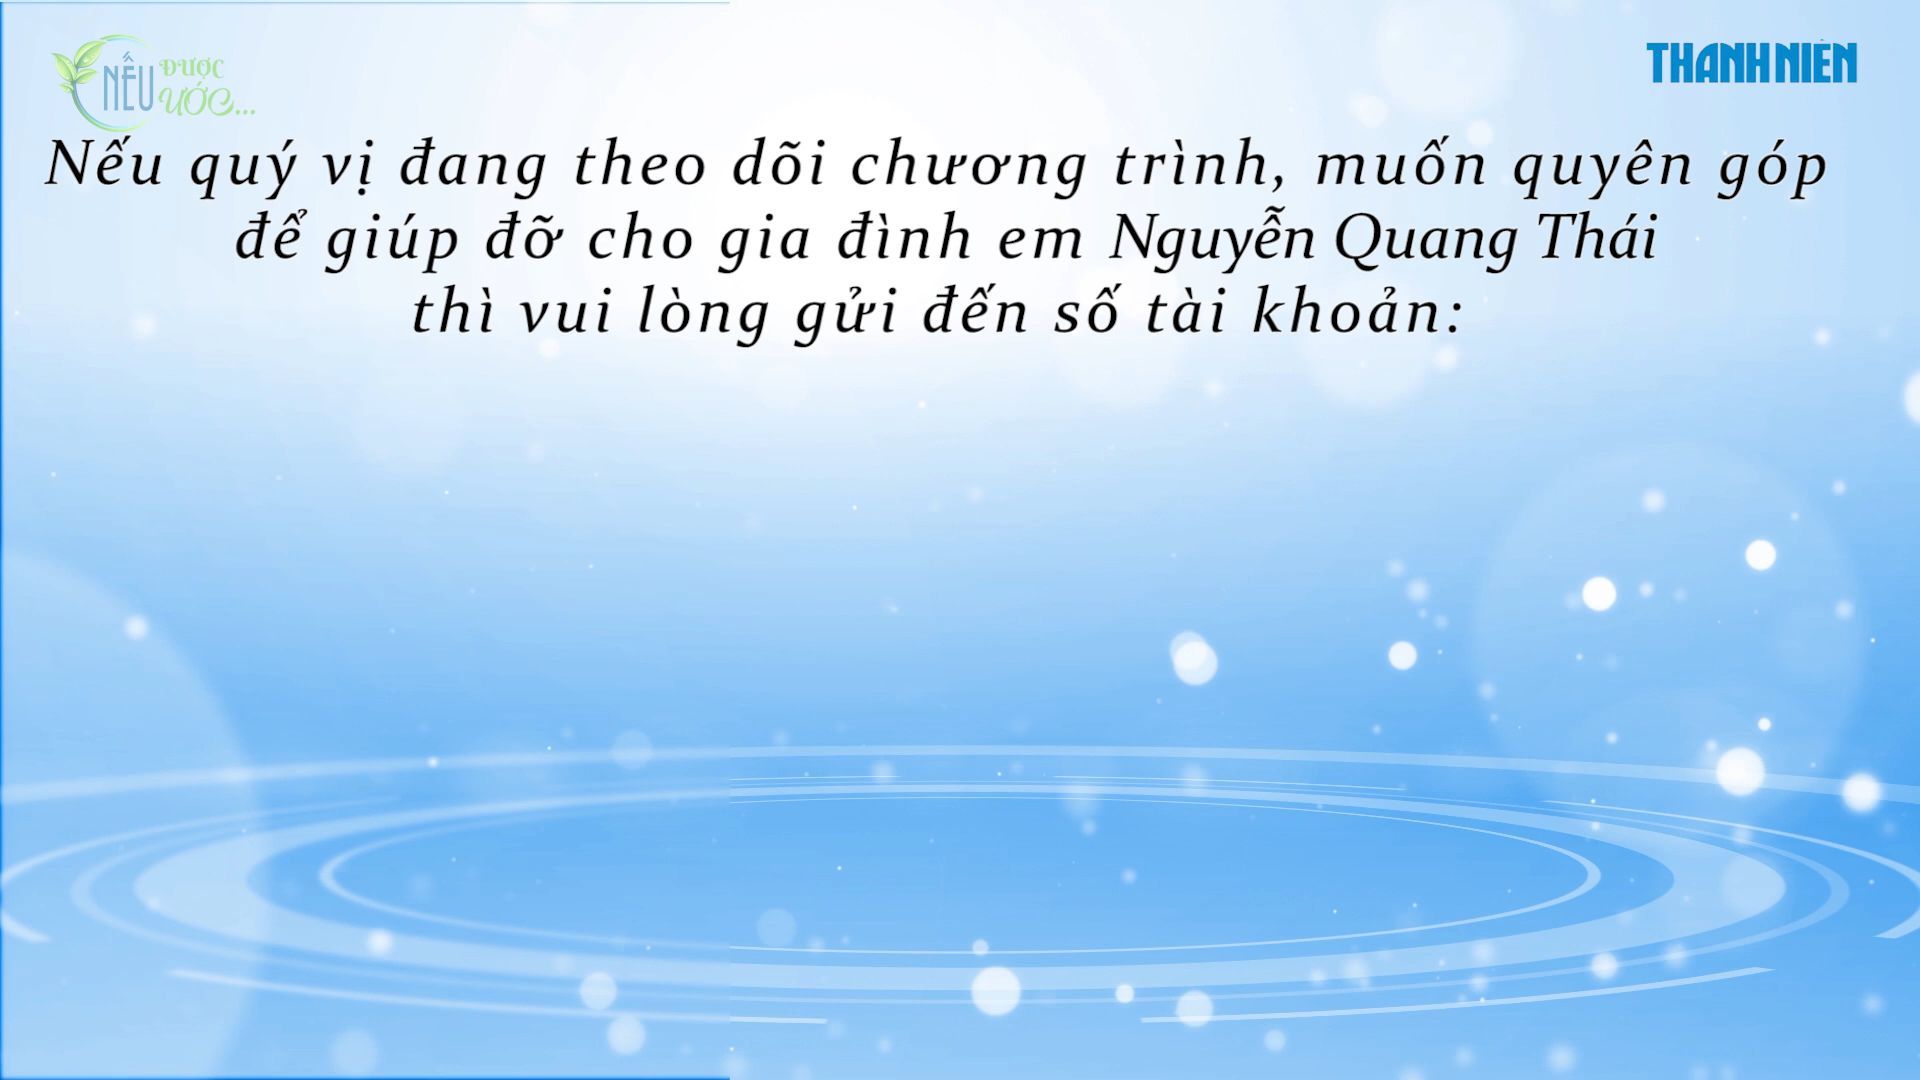 NẾU ĐƯỢC
ƯỚC...
THANH NIÊN
Nếu quý vị đang theo dõi chương trình, muốn quyên góp
để giúp đỡ cho gia đình em Nguyễn Quang Thái
thì vui lòng gửi đến số tài khoản: